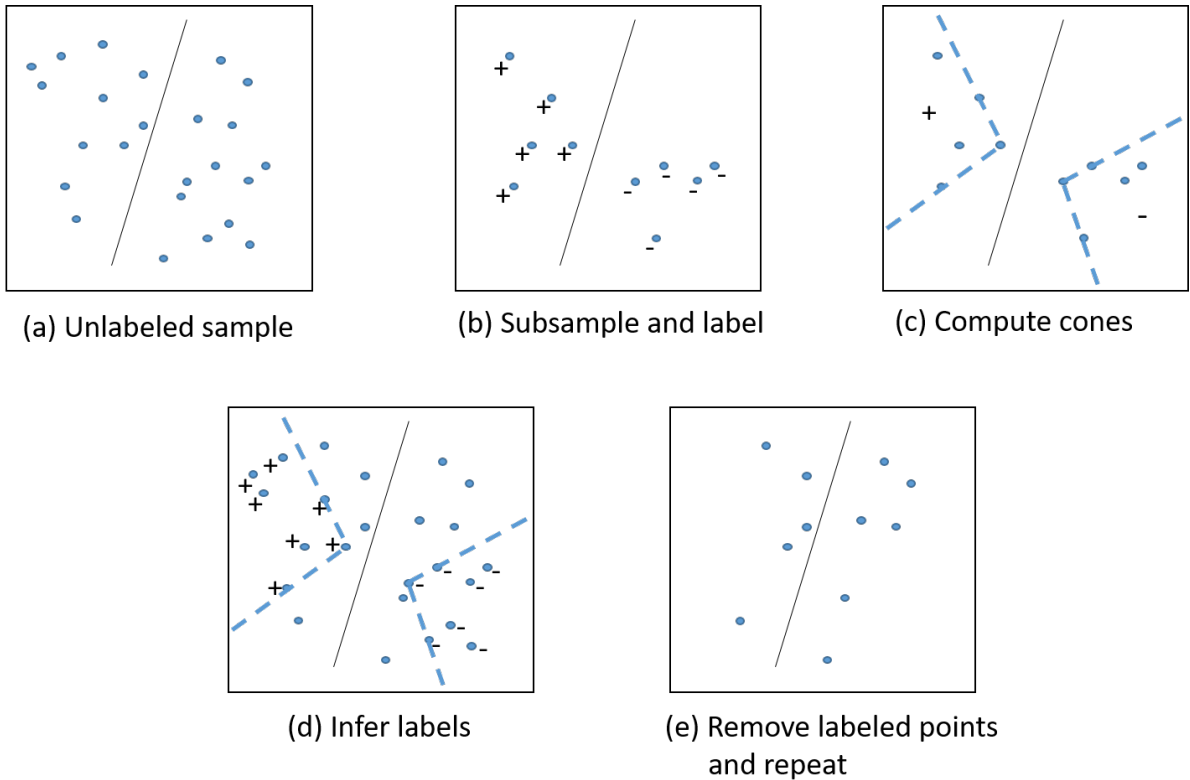 (a) Unlabeled sample
(b) Subsample and label
(c) Compute cones
(d) Infer labels
(e) Remove labeled points
and repeat